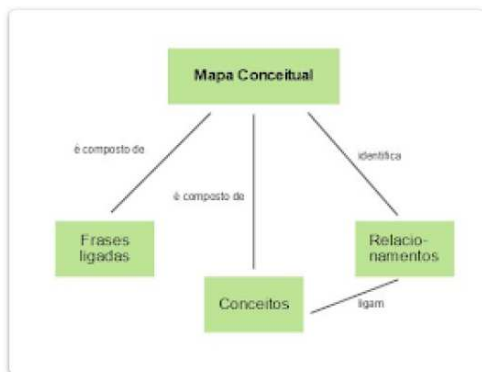 Mapa Conceitual
é composto de
identifica
é composto de
Frases
ligadas
Relacio-
namentos
Conceitos
ligam